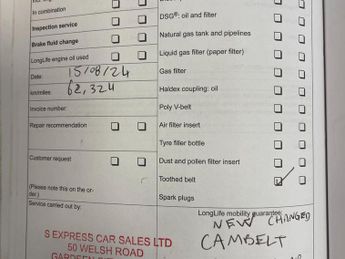 In combination
Inspection service
Brake fluid change
LongLife engine oil used
Date: 15/08/24
km/miles: 62,324
Invoice number:
Repair recommendation
Customer request
(Please note this on the or-
der.)
Service carried out by:
S EXPRESS CAR SALES LTD
50 WELSH ROAD
DSG®: oil and filter
Natural gas tank and pipelines
Liquid gas filter (paper filter)
Gas filter
Haldex coupling: oil
Poly V-belt
Air filter insert
Tyre filler bottle
Dust and pollen filter insert
Toothed belt
Spark plugs
LongLife mobility guarantee
NEW CHANGED
CAMBELT